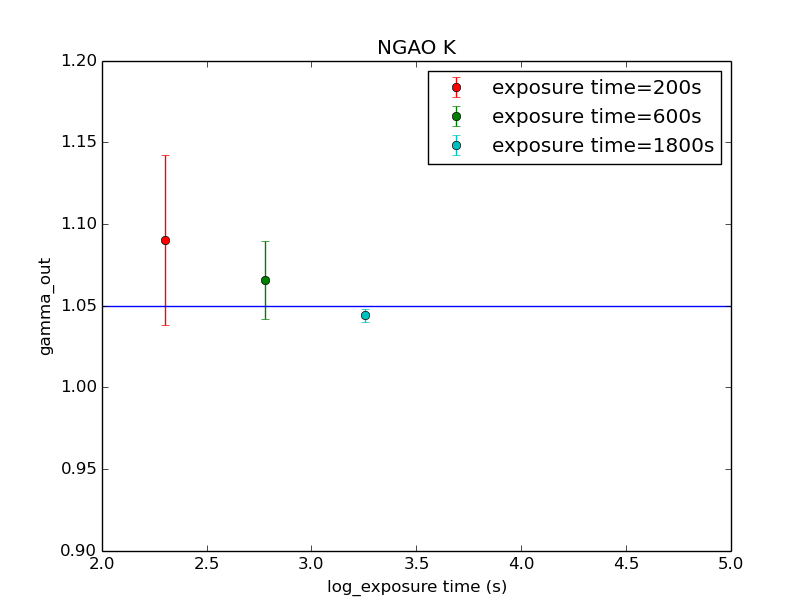 NGAO K
exposure time=200s
exposure time=600s
exposure time=1800s
1.20
1.15
1.10
1.05
1.00
0.95
0.90
gamma_out
2.0 2.5 3.0 3.5 4.0 4.5 5.0
log_exposure time (s)